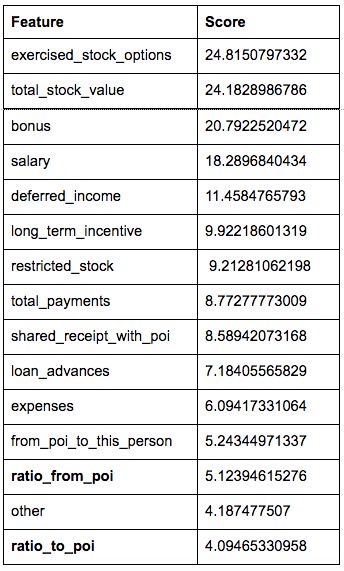 Feature Score
exercised_stock_options 24.8150797332
total_stock_value 24.1828986786
bonus 20.7922520472
salary 18.2896840434
deferred_income 11.4584765793
long_term_incentive 9.92218601319
restricted_stock 9.21281062198
total_payments 8.77277773009
shared_receipt_with_poi 8.58942073168
loan_advances 7.18405565829
expenses 6.09417331064
from_poi_to_this_person 5.24344971337
ratio_from_poi 5.12394615276
other 4.187477507
ratio_to_poi 4.09465330958